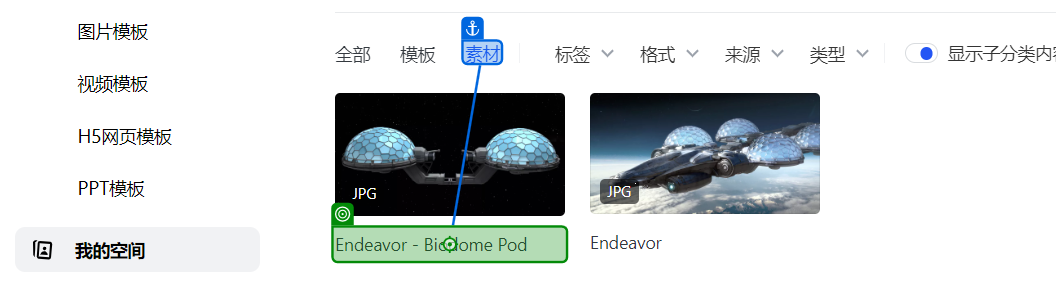 图片模板
视频模板
H5网页模板
PPT模板
我的空间
全部 模板 素材 标签 格式 来源 类型 显示子分类内容
JPG
JPG
Endeavor - Biodome Pod
Endeavor